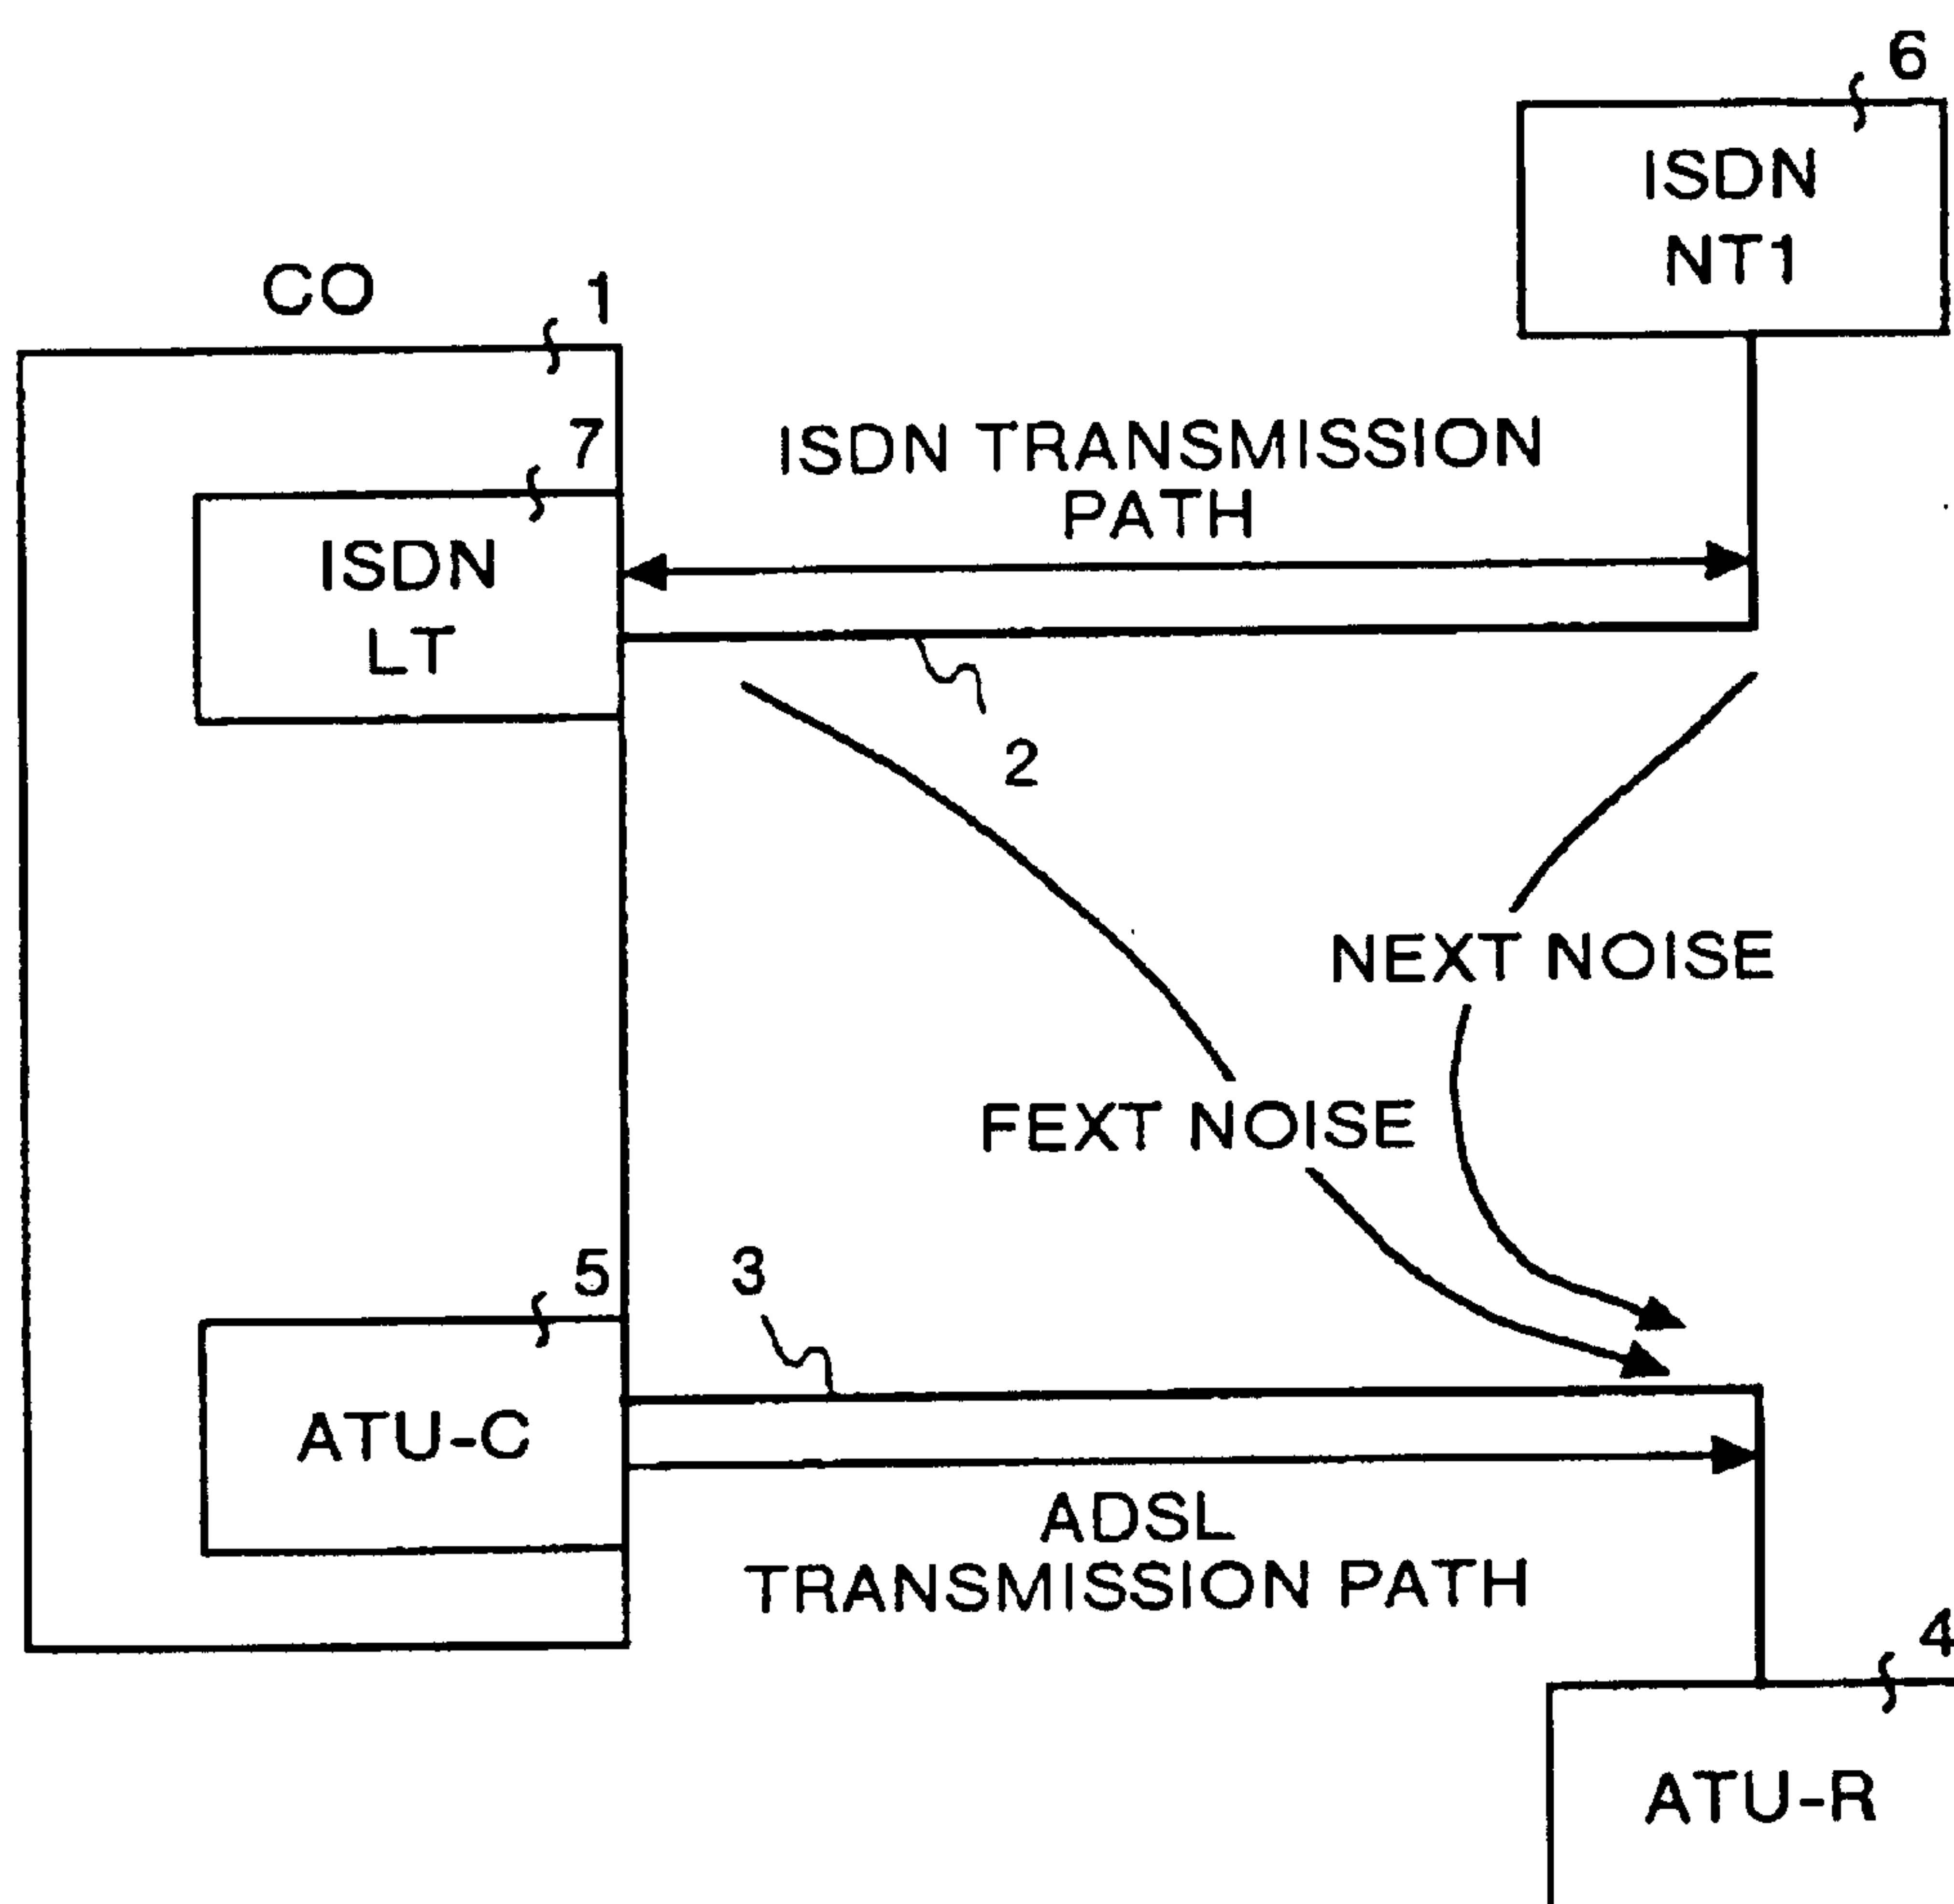 6
ISDN
NT1
CO
1
7
ISDN TRANSMISSION
PATH
ISDN
LT
2
NEXT NOISE
FEXT NOISE
5
3
ATU-C
ADSL
TRANSMISSION PATH
4
ATU-R